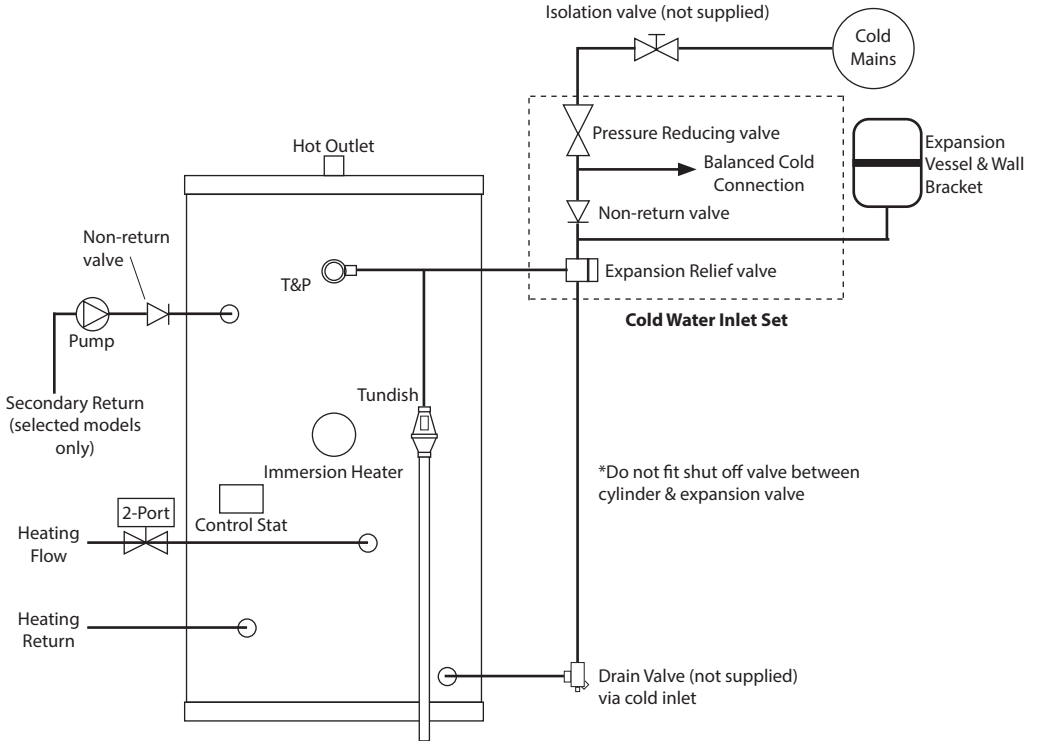 Isolation valve (not supplied)
Cold
Mains
Pressure Reducing valve
Balanced Cold
Connection
Expansion
Vessel & Wall
Bracket
Non-return valve
Expansion Relief valve
Cold Water Inlet Set
Hot Outlet
Non-return
valve
T&P
Pump
Secondary Return
(selected models
only)
Tundish
Immersion Heater
Control Stat
2-Port
Heating
Flow
Heating
Return
*Do not fit shut off valve between
cylinder & expansion valve
Drain Valve (not supplied)
via cold inlet